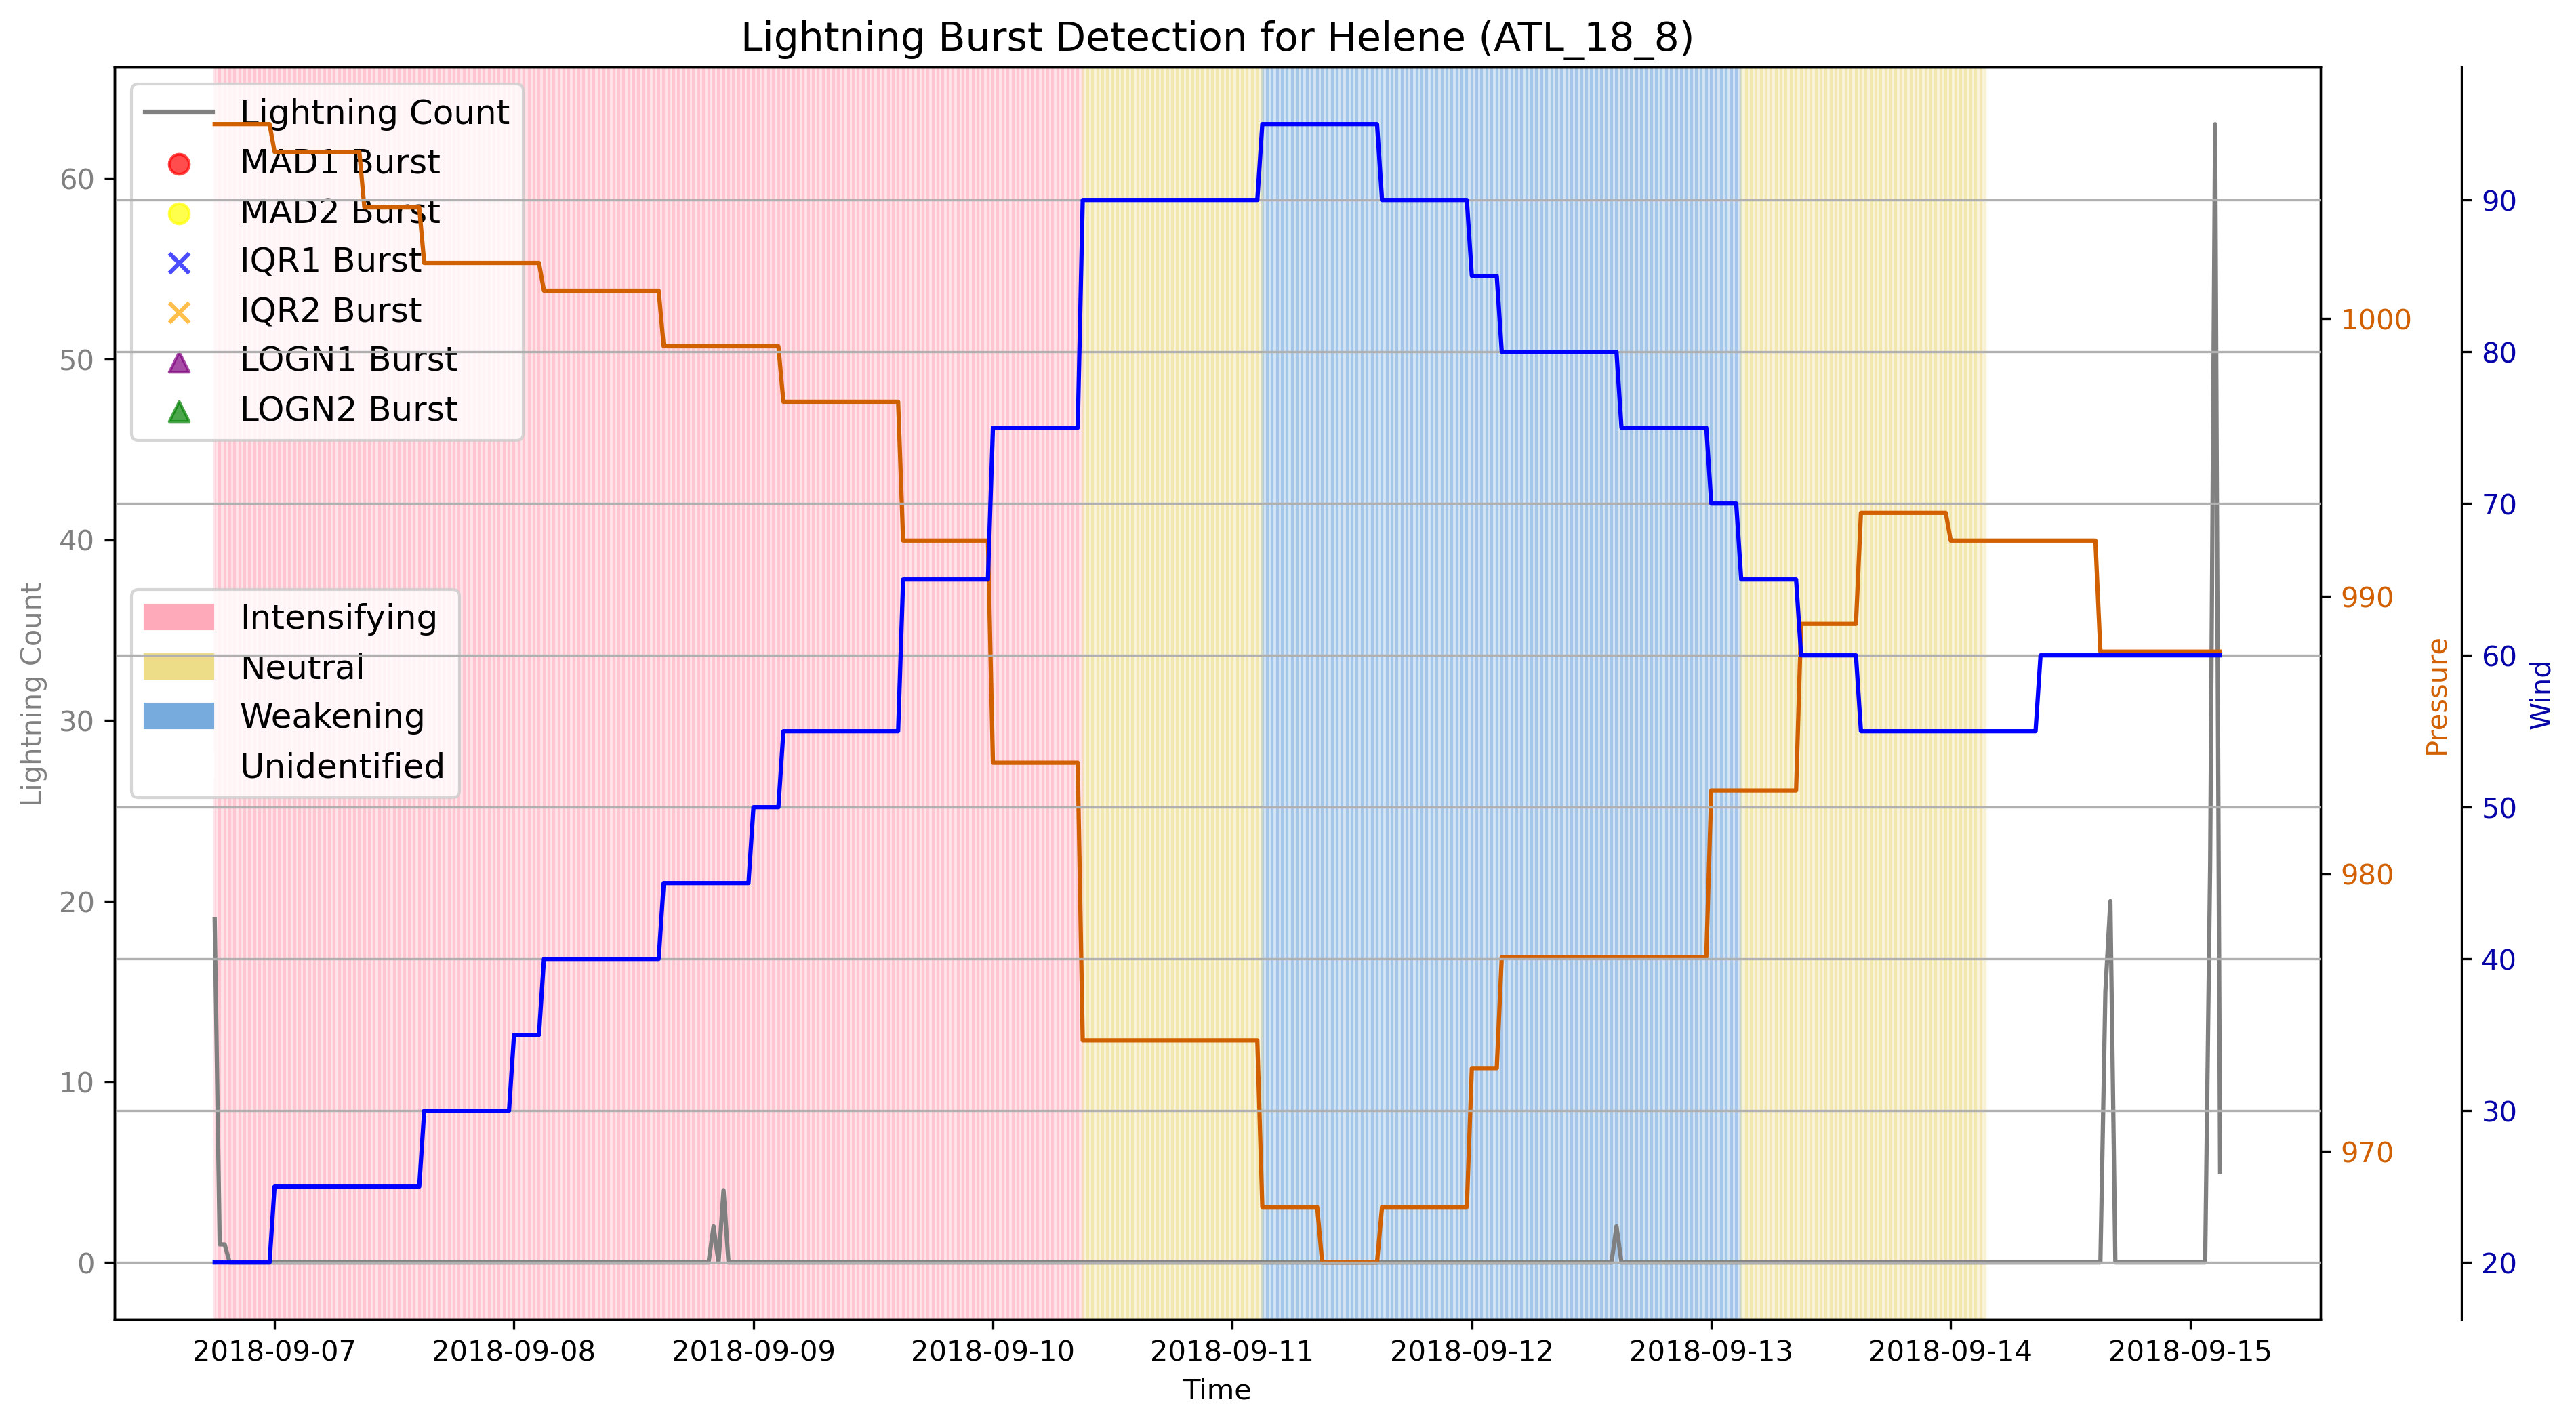 Lightning Burst Detection for Helene (ATL_18_8)
Lightning Count
MAD1 Burst
MAD2 Burst
IQR1 Burst
IQR2 Burst
LOGN1 Burst
LOGN2 Burst
Intensifying
Neutral
Weakening
Unidentified
Lightning Count
60
50
40
30
20
10
0
1000
990
980
970
Pressure
90
80
70
60
50
40
30
20
Wind
2018-09-07 2018-09-08 2018-09-09 2018-09-10 2018-09-11 2018-09-12 2018-09-13 2018-09-14 2018-09-15
Time